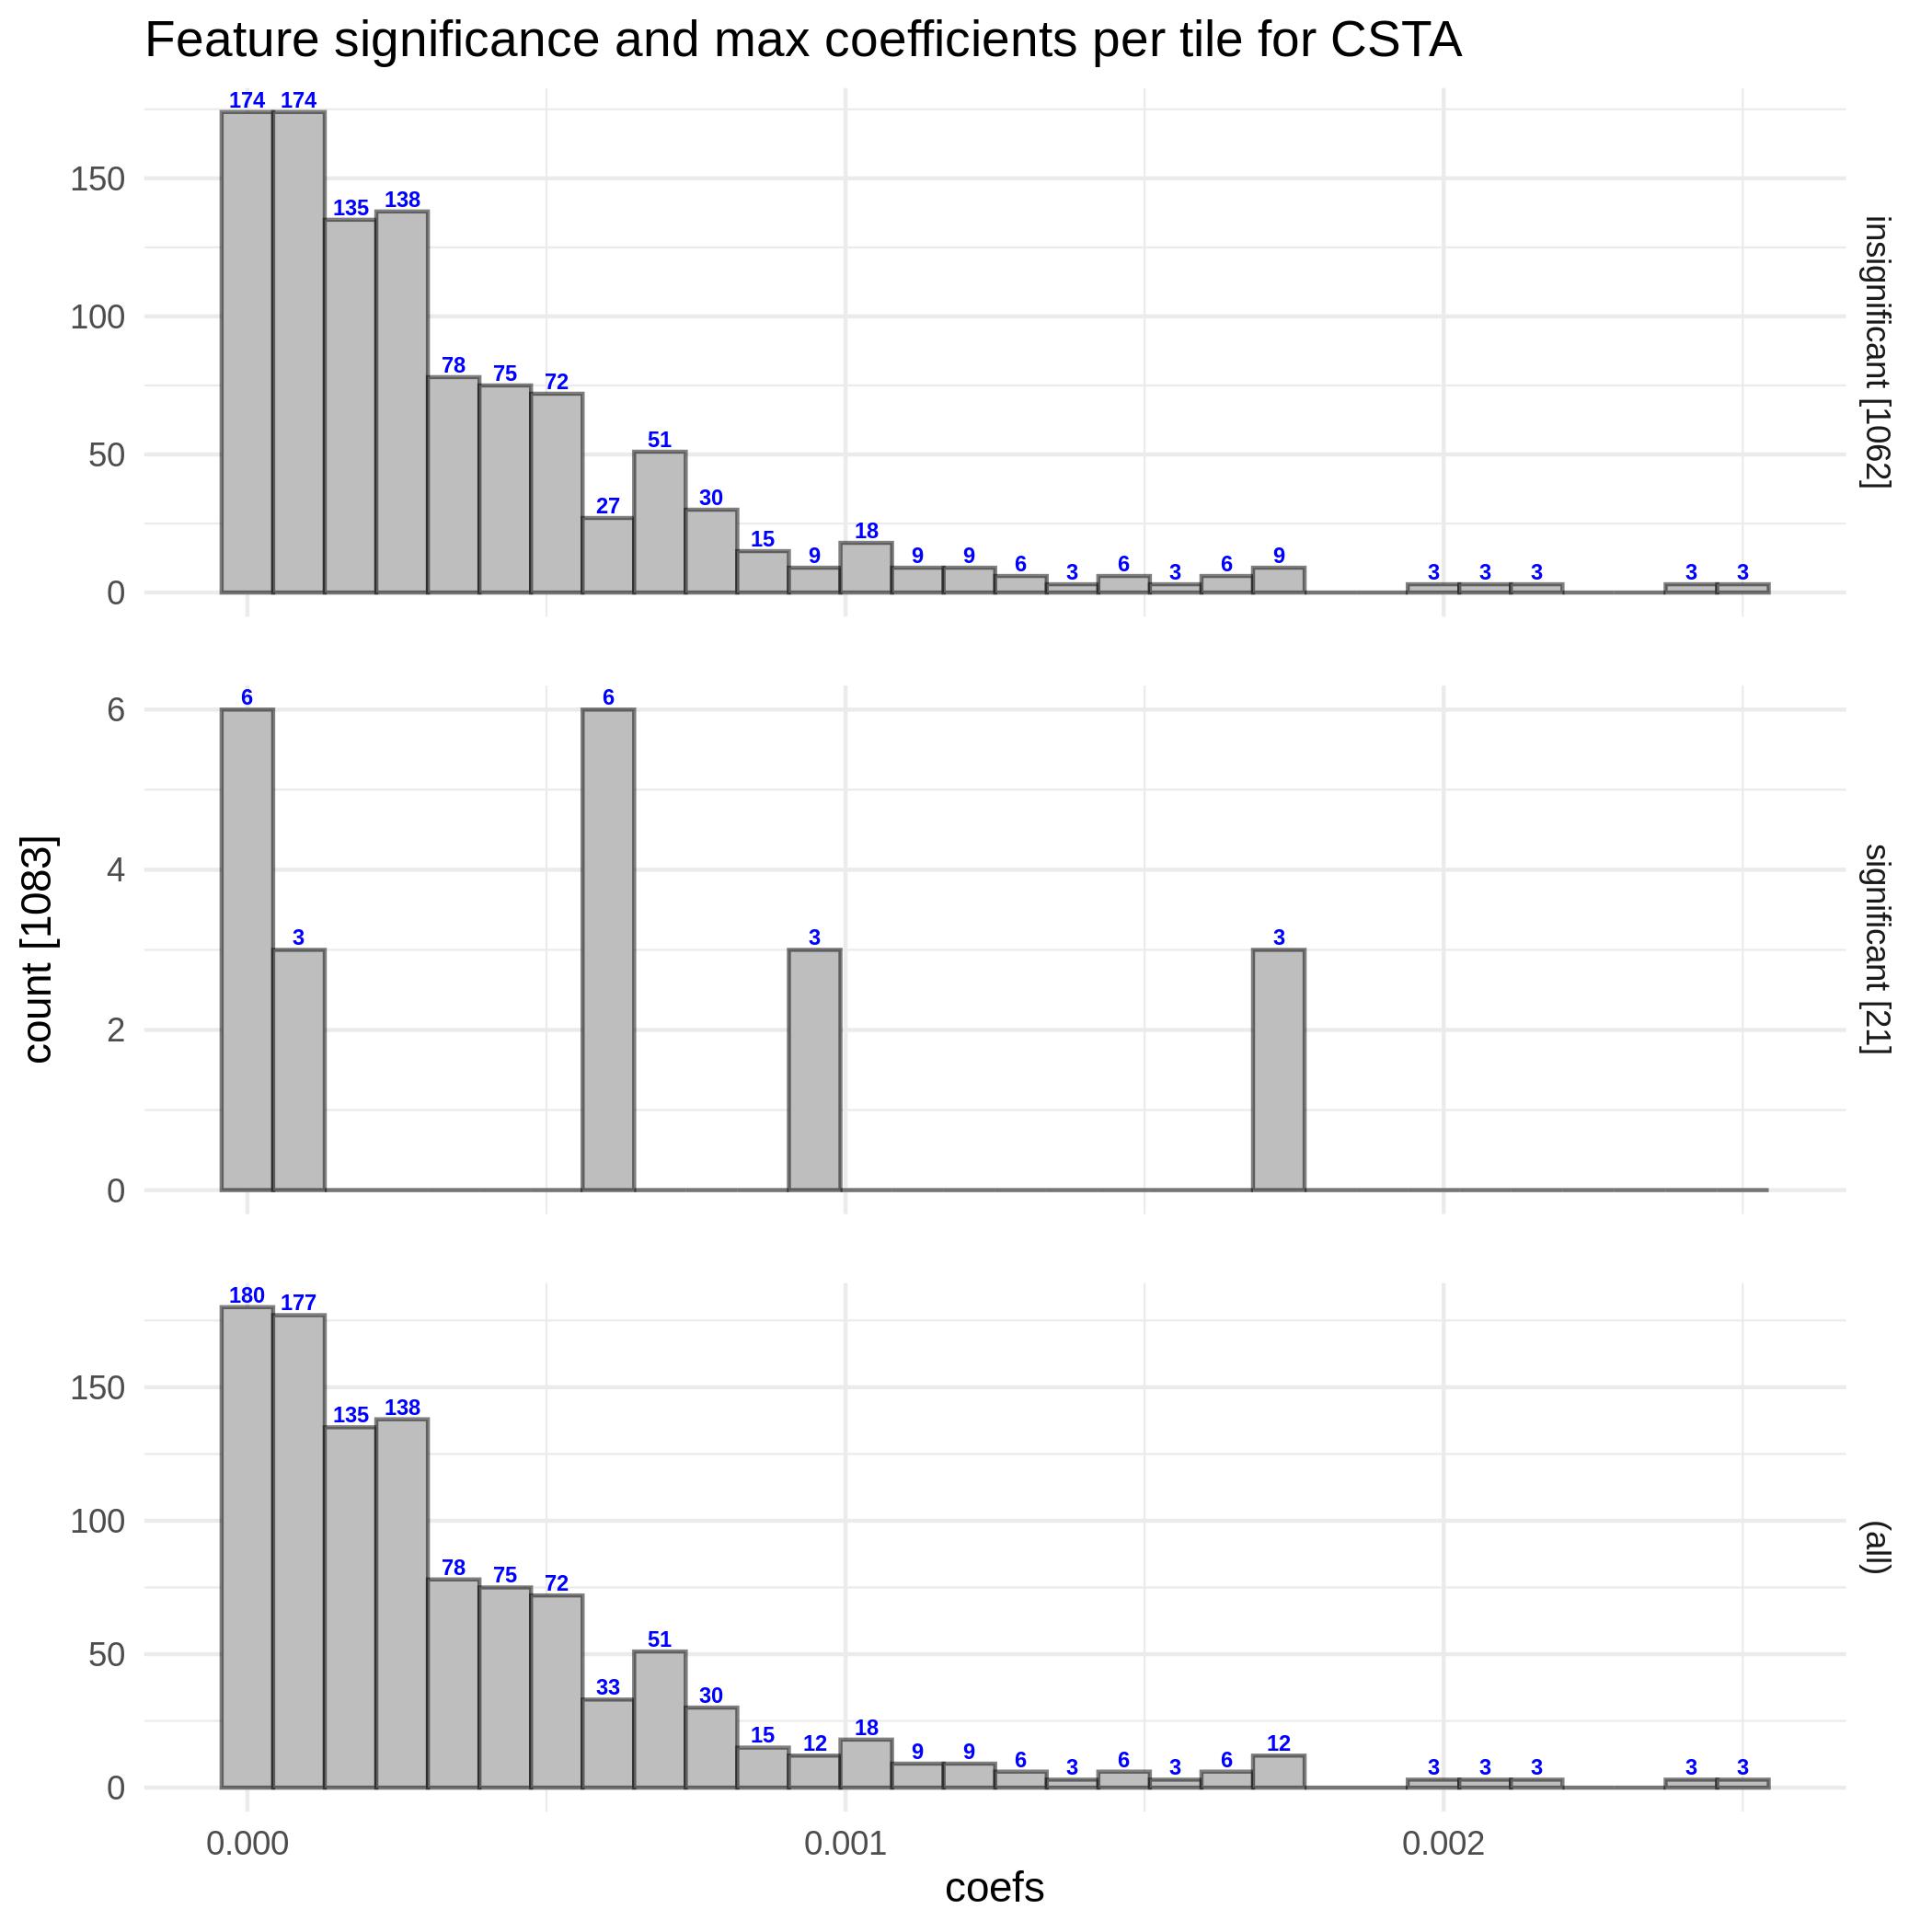 Feature significance and max coefficients per tile for CSTA
174 174 135 138 78 75 72 27 51 30 15 9 18 9 9 6 3 6 3 6 9 3 3 3 3 3
150
100
50
0
insignificant [1062]
6 3 6 3 3
6
4
2
0
significant [21]
count [1083]
180 177 135 138 78 75 72 33 51 30 15 12 18 9 9 6 3 6 3 6 12 3 3 3 3 3
150
100
50
0
(all)
0.000 0.001 0.002
coefs